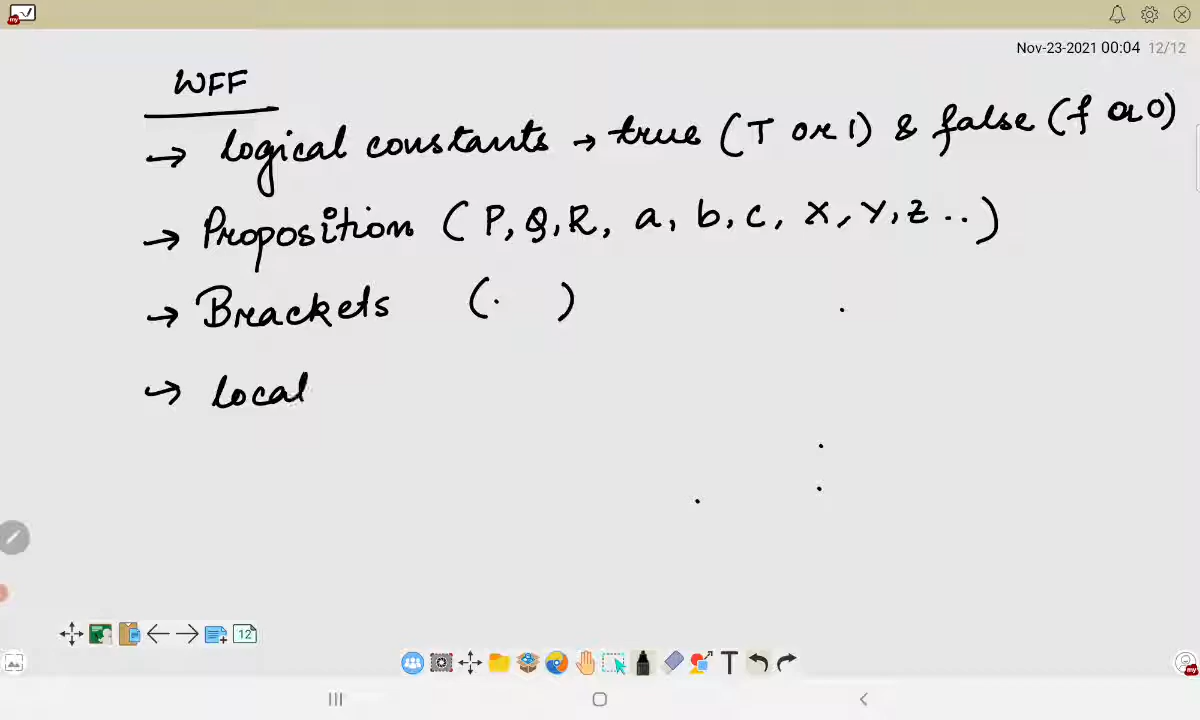 Nov-23-2021 00:04 12/12
WFF
→ logical constants → true (T or 1) & false (f or 0)
→ Proposition (P, Q, R, a, b, c, X, Y, Z ..)
→ Brackets (. )
→ local
12
T